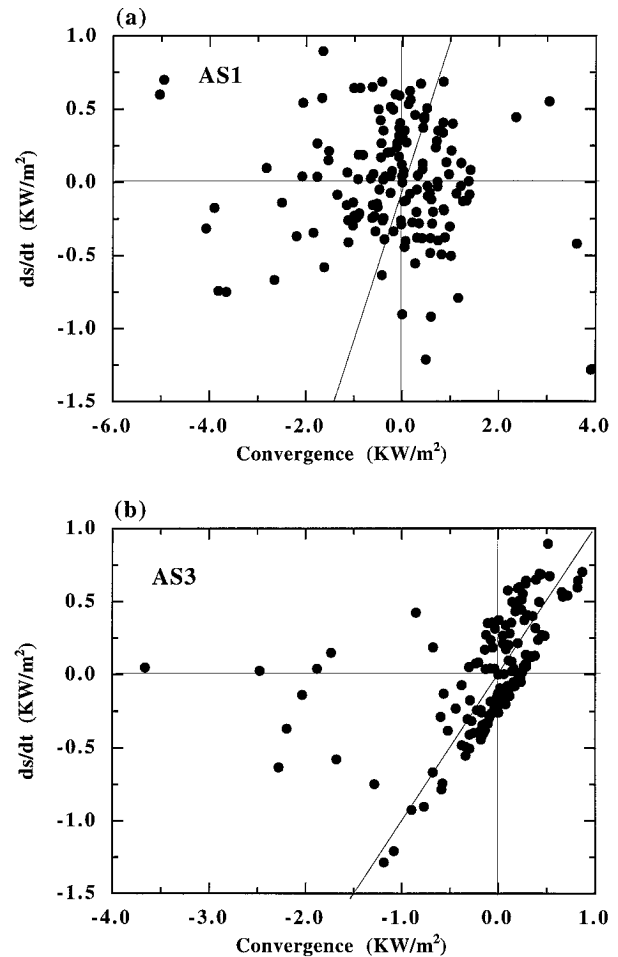 (a)
1.0
AS1
0.5
0.0
-0.5
-1.0
-1.5
ds/dt (KW/m²)
-6.0 -4.0 -2.0 0.0 2.0 4.0
Convergence (KW/m²)
(b)
1.0
AS3
0.5
0.0
-0.5
-1.0
-1.5
ds/dt (KW/m²)
-4.0 -3.0 -2.0 -1.0 0.0 1.0
Convergence (KW/m²)